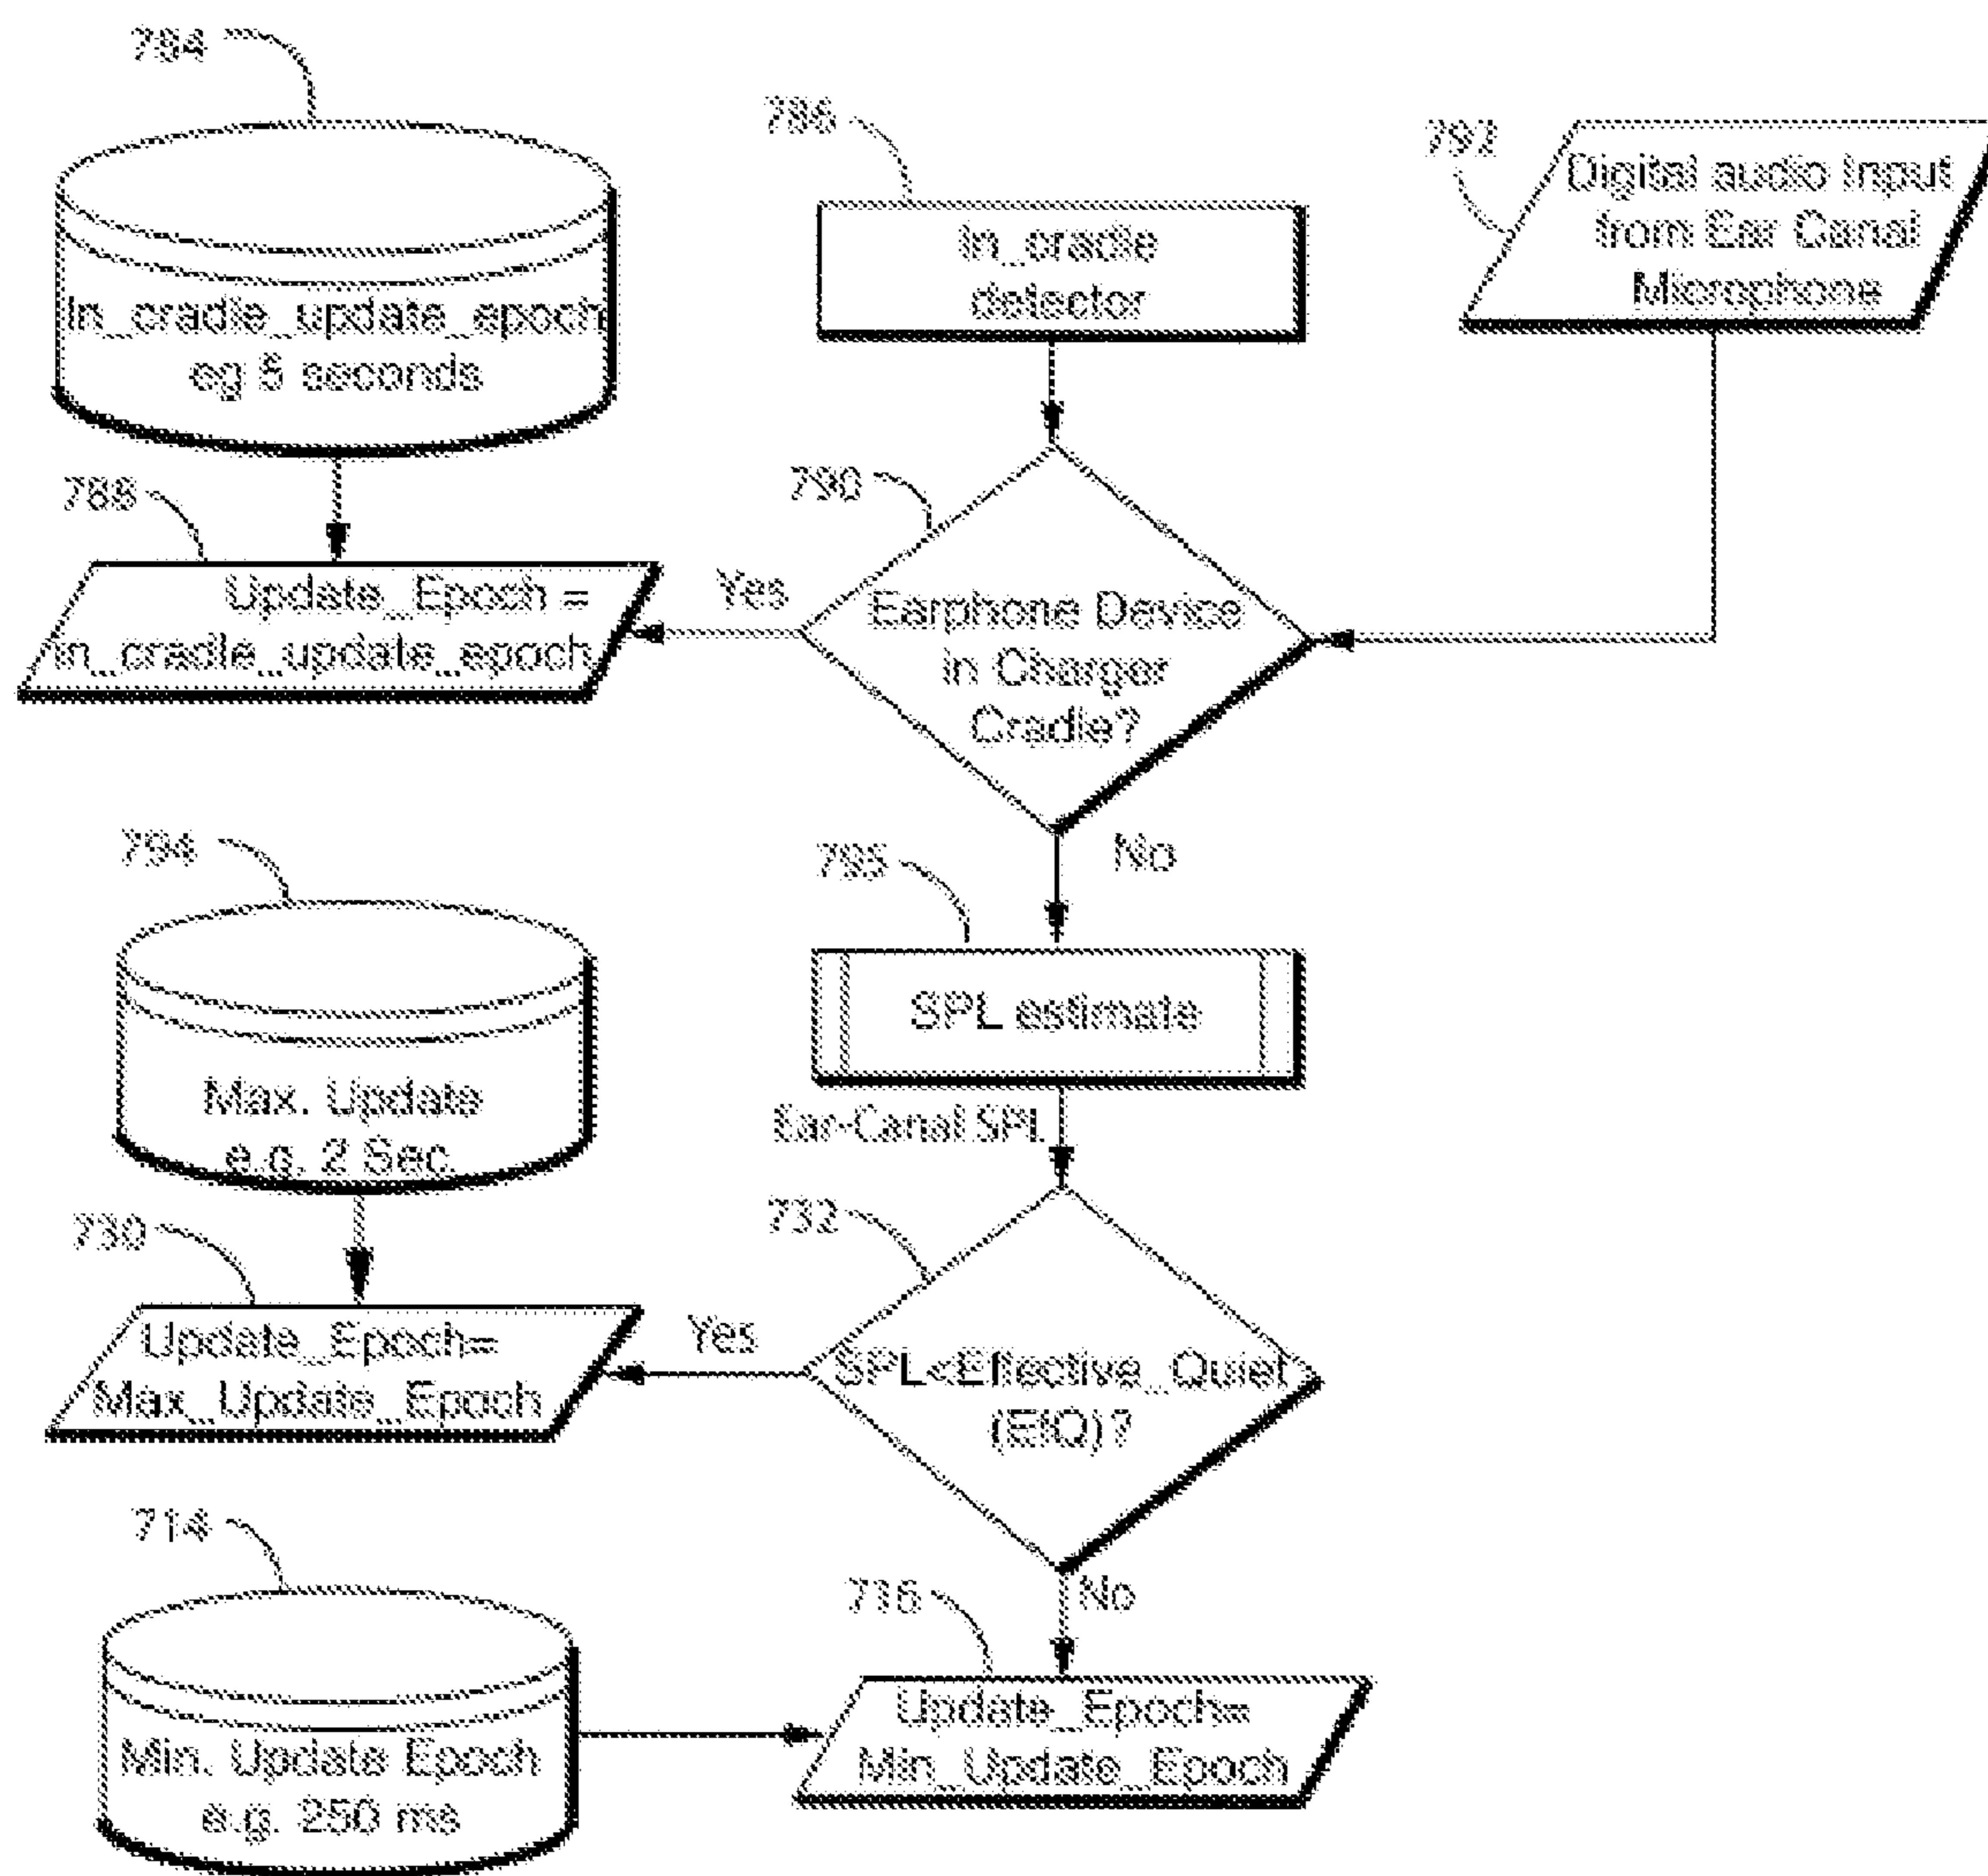 784
786
792
In_cradle_update_epoch
eg 5 seconds
in_cradle
detector
Digital audio Input
from Ear Canal
Microphone
788
790
Update_Epoch =
in_cradle_update_epoch
Yes
Earphone Device
in Charger
Cradle?
No
794
795
Max. Update
e.g. 2 Sec.
SPL estimate
Ear-Canal SPL
730
732
Update_Epoch=
Max_Update_Epoch
Yes
SPL<Effective_Quiet
(EfQ)?
No
714
716
Min. Update Epoch
e.g. 250 ms
Update_Epoch=
Min_Update_Epoch